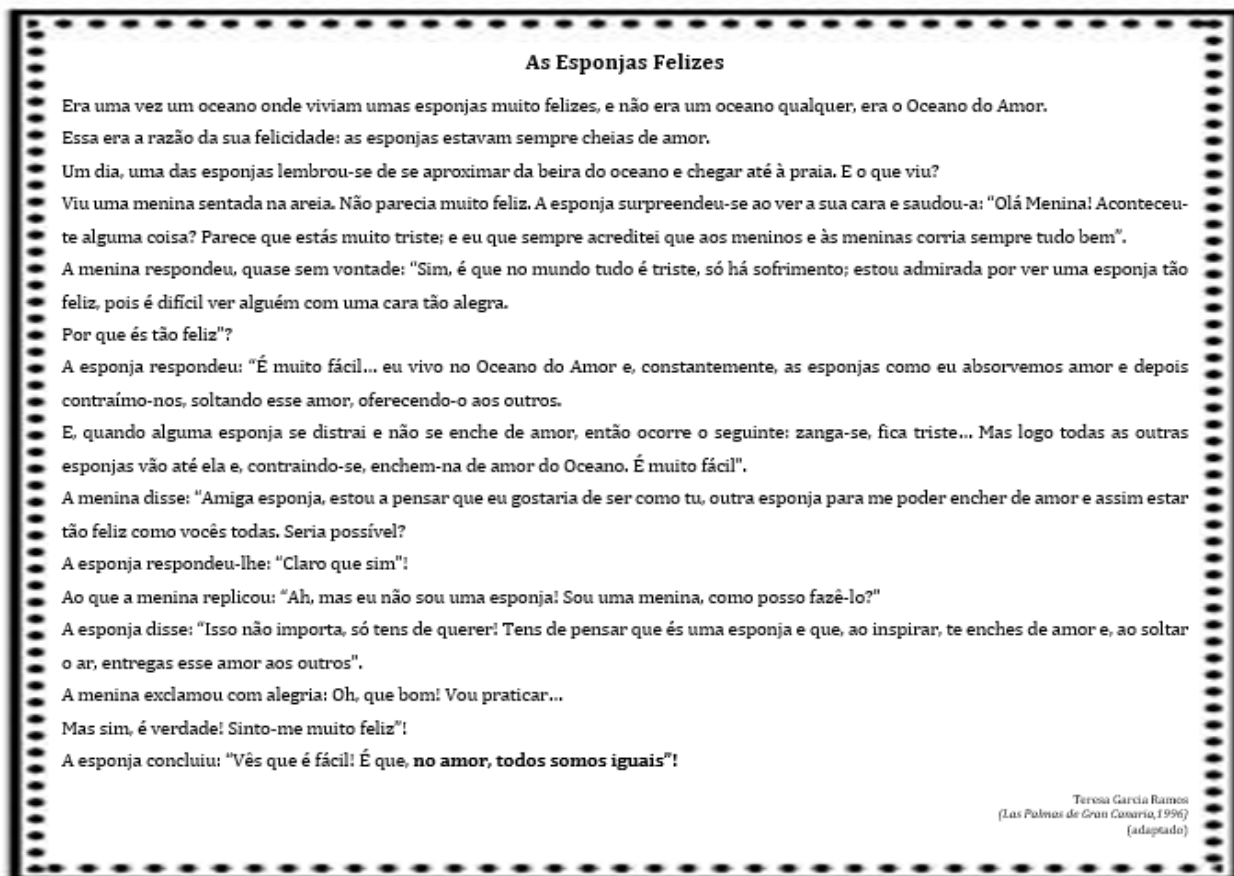 As Esponjas Felizes
Era uma vez um oceano onde viviam umas esponjas muito felizes, e não era um oceano qualquer, era o Oceano do Amor.
Essa era a razão da sua felicidade: as esponjas estavam sempre cheias de amor.
Um dia, uma das esponjas lembrou-se de se aproximar da beira do oceano e chegar até à praia. E o que viu?
Viu uma menina sentada na areia. Não parecia muito feliz. A esponja surpreendeu-se ao ver a sua cara e saudou-a: “Olá Menina! Aconteceu-
te alguma coisa? Parece que estás muito triste; e eu que sempre acreditei que aos meninos e às meninas corria sempre tudo bem”.
A menina respondeu, quase sem vontade: “Sim, é que no mundo tudo é triste, só há sofrimento; estou admirada por ver uma esponja tão
feliz, pois é difícil ver alguém com uma cara tão alegra.
Por que és tão feliz”?
A esponja respondeu: “É muito fácil... eu vivo no Oceano do Amor e, constantemente, as esponjas como eu absorvemos amor e depois
contraímo-nos, soltando esse amor, oferecendo-o aos outros.
E, quando alguma esponja se distrai e não se enche de amor, então ocorre o seguinte: zanga-se, fica triste... Mas logo todas as outras
esponjas vão até ela e, contraindo-se, enchem-na de amor do Oceano. É muito fácil”.
A menina disse: “Amiga esponja, estou a pensar que eu gostaria de ser como tu, outra esponja para me poder encher de amor e assim estar
tão feliz como vocês todas. Seria possível?
A esponja respondeu-lhe: “Claro que sim”!
Ao que a menina replicou: “Ah, mas eu não sou uma esponja! Sou uma menina, como posso fazê-lo?”
A esponja disse: “Isso não importa, só tens de querer! Tens de pensar que és uma esponja e que, ao inspirar, te enches de amor e, ao soltar
o ar, entregas esse amor aos outros”.
A menina exclamou com alegria: Oh, que bom! Vou praticar...
Mas sim, é verdade! Sinto-me muito feliz”!
A esponja concluiu: “Vês que é fácil! É que, no amor, todos somos iguais”!
Teresa Garcia Ramos
(Las Palmas de Gran Canaria,1996)
(adaptado)